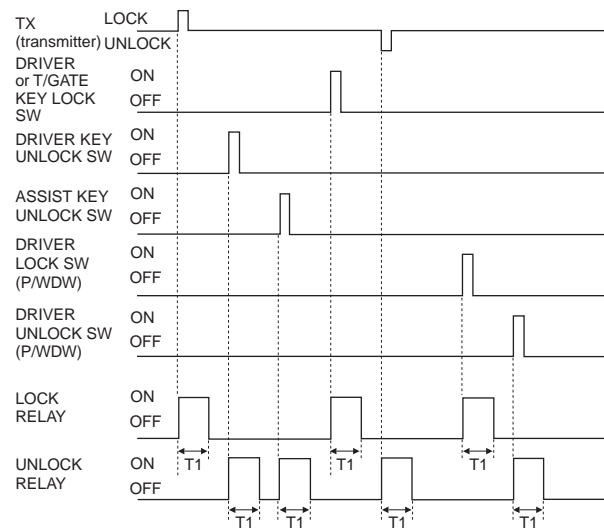 TX
(transmitter)
LOCK
UNLOCK
DRIVER
or T/GATE
KEY LOCK
SW
ON
OFF
DRIVER KEY
UNLOCK SW
ON
OFF
ASSIST KEY
UNLOCK SW
ON
OFF
DRIVER
LOCK SW
(P/WDW)
ON
OFF
DRIVER
UNLOCK SW
(P/WDW)
ON
OFF
LOCK
RELAY
ON
OFF
T1
T1
T1
UNLOCK
RELAY
ON
OFF
T1
T1
T1
T1